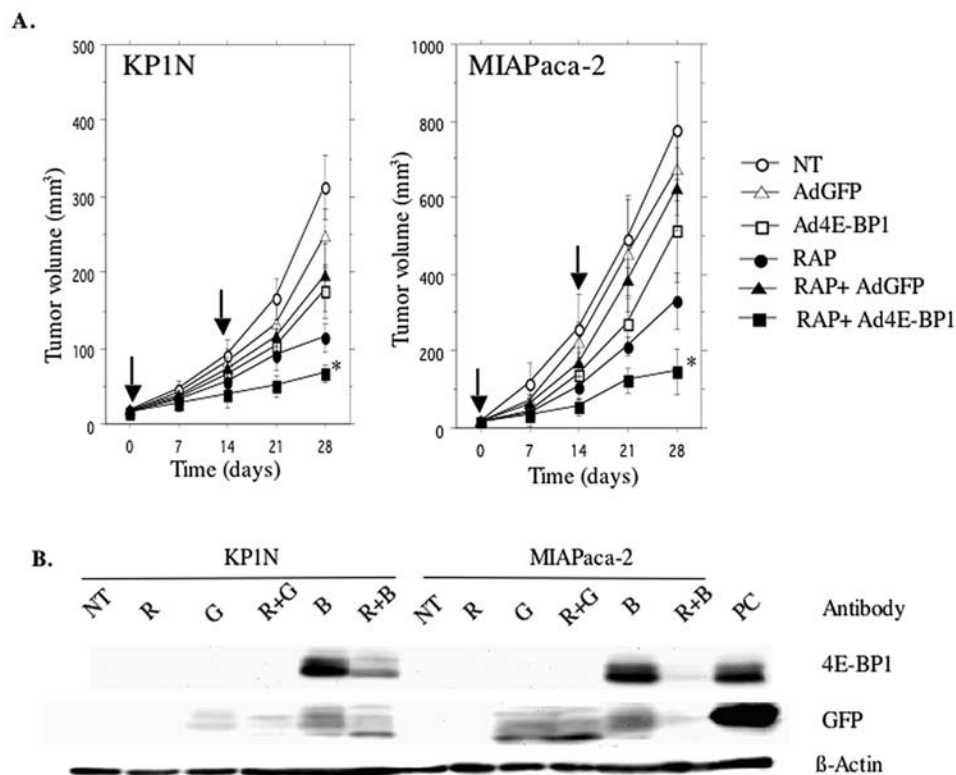 A.
KP1N
MIAPaca-2
Tumor volume (mm³)
500
400
300
200
100
0
0 7 14 21 28
Time (days)
*
Tumor volume (mm³)
1000
800
600
400
200
0
0 7 14 21 28
Time (days)
*
NT
AdGFP
Ad4E-BP1
RAP
RAP+ AdGFP
RAP+ Ad4E-BP1
B.
KP1N
MIAPaca-2
NT R G R+G B R+B NT R G R+G B R+B PC
Antibody
4E-BP1
GFP
ß-Actin